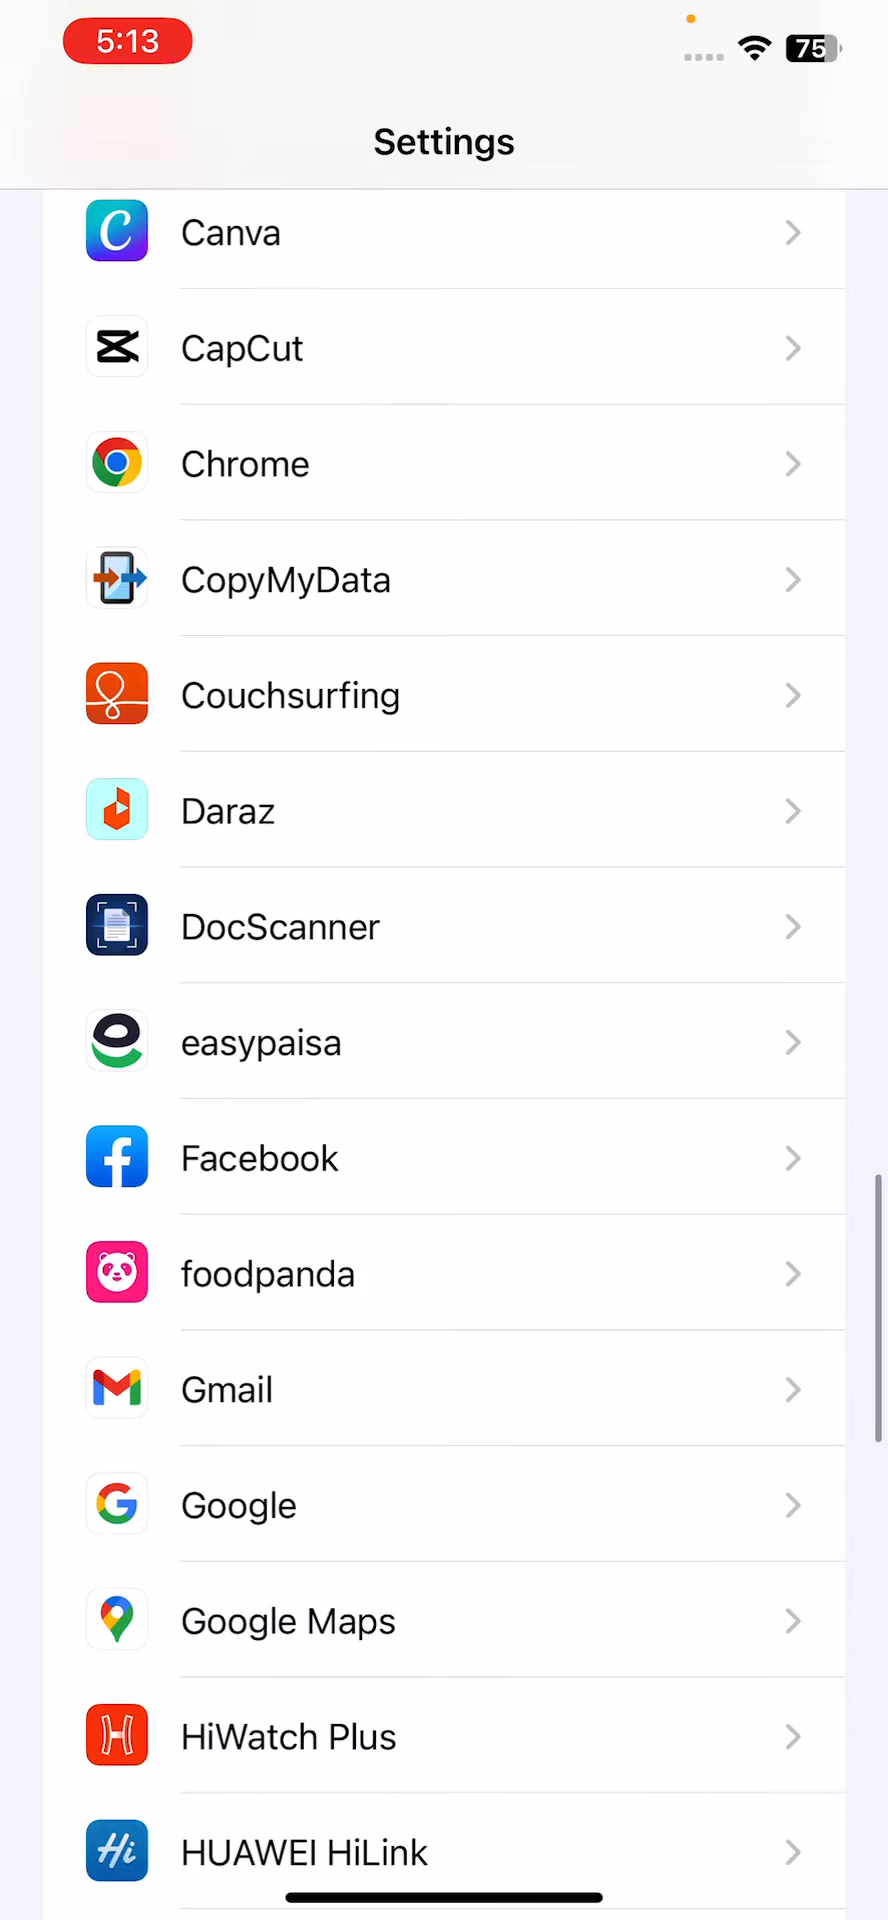 5:13
75
Settings
Canva
CapCut
Chrome
CopyMyData
Couchsurfing
Daraz
DocScanner
easypaisa
Facebook
foodpanda
Gmail
Google
Google Maps
HiWatch Plus
Hi
HUAWEI HiLink